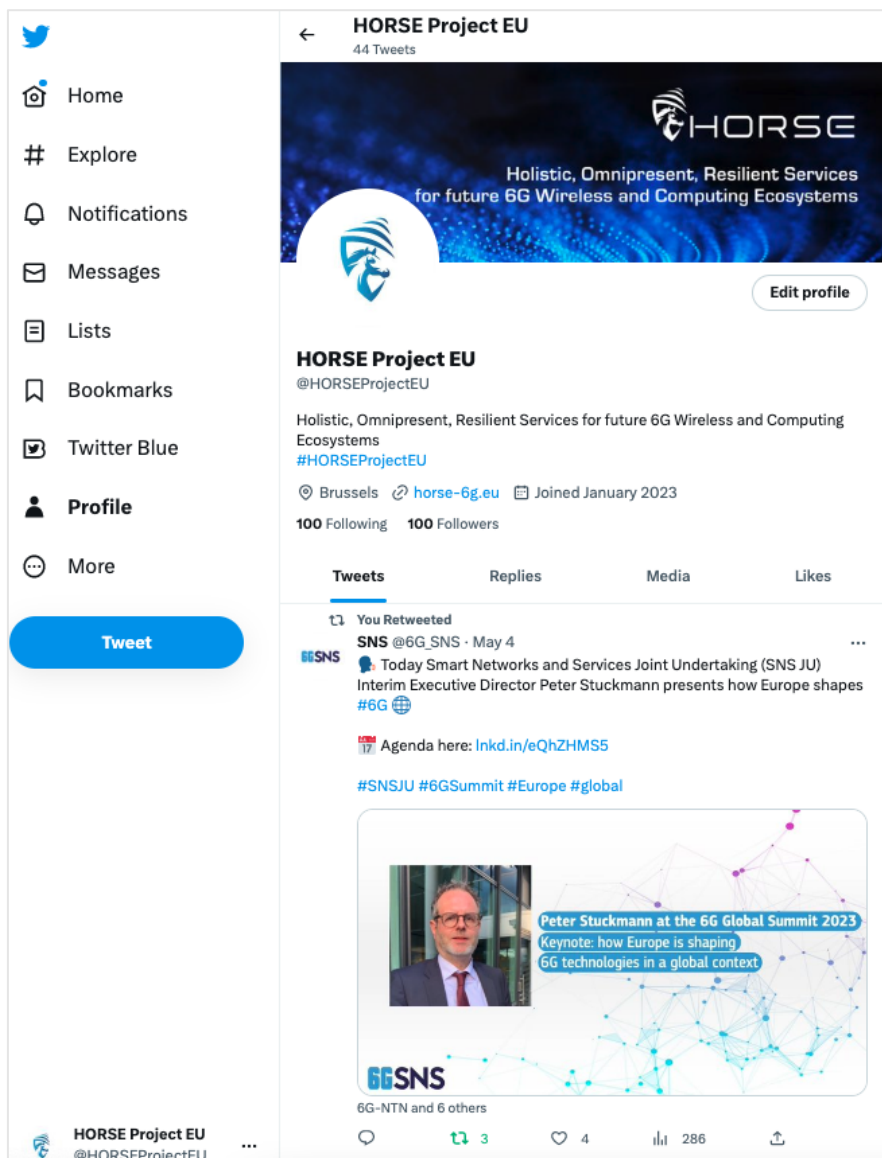 HORSE Project EU
44 Tweets
Home
Explore
Notifications
Messages
Lists
Bookmarks
Twitter Blue
Profile
More
Tweet
HORSE
Holistic, Omnipresent, Resilient Services
for future 6G Wireless and Computing Ecosystems
Edit profile
HORSE Project EU
@HORSEProjectEU
Holistic, Omnipresent, Resilient Services for future 6G Wireless and Computing
Ecosystems
#HORSEProjectEU
Brussels horse-6g.eu Joined January 2023
100 Following 100 Followers
Tweets Replies Media Likes
You Retweeted
6GSNS
SNS @6G_SNS · May 4
🗣 Today Smart Networks and Services Joint Undertaking (SNS JU)
Interim Executive Director Peter Stuckmann presents how Europe shapes
#6G 🌐
📅 Agenda here: lnkd.in/eQhZHMS5
#SNSJU #6GSummit #Europe #global
Peter Stuckmann at the 6G Global Summit 2023
Keynote: how Europe is shaping
6G technologies in a global context
6GSNS
6G-NTN and 6 others
3 4 286
HORSE Project EU
@HORSEProjectEU